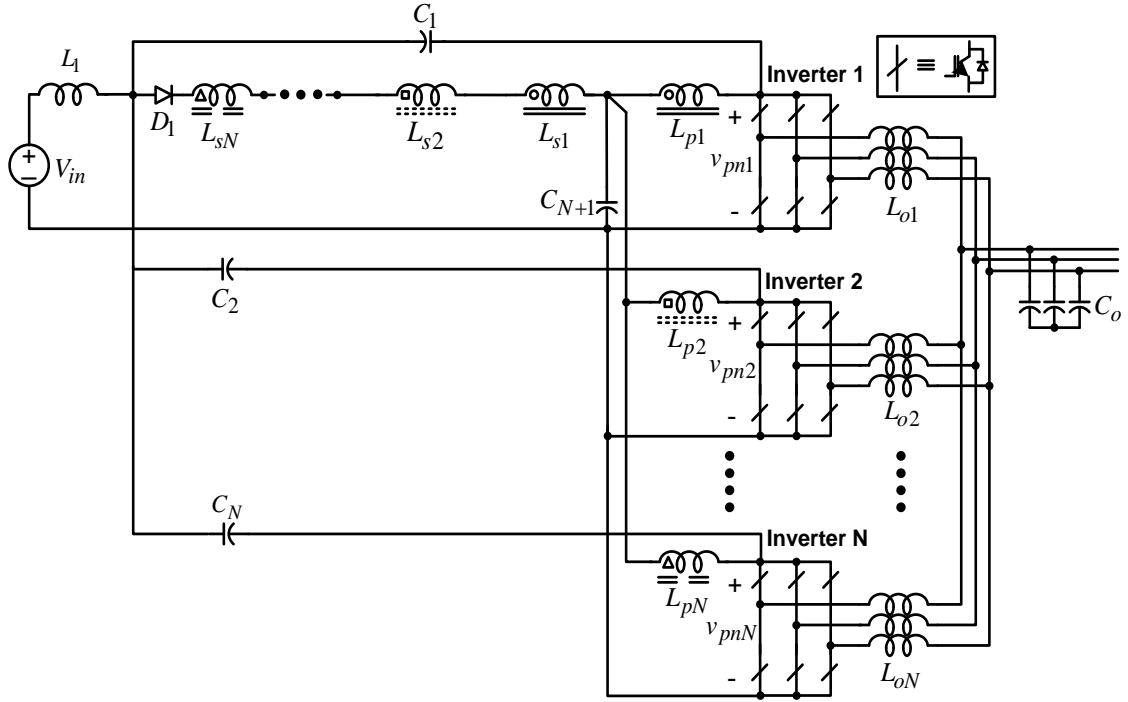 C1
L1
Inverter 1
≡
D1
LsN
Ls2
Ls1
Lp1
+
vpn1
-
Lo1
+
−
Vin
CN+1
C2
Inverter 2
Lp2
+
vpn2
-
Lo2
Co
CN
Inverter N
LpN
+
vpnN
-
LoN